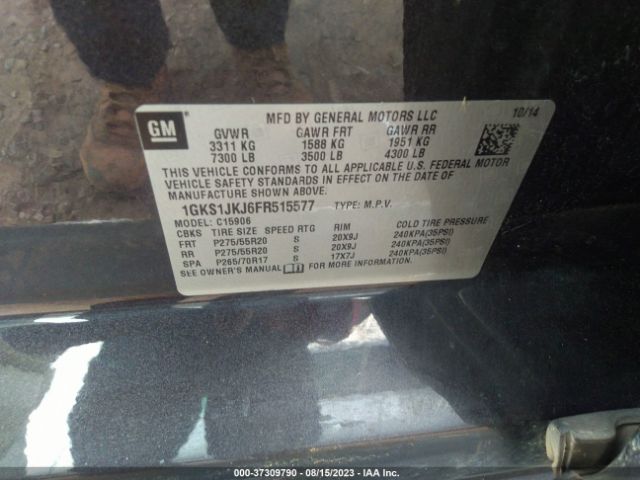 GM
MFD BY GENERAL MOTORS LLC 10/14
GVWR GAWR FRT GAWR RR
3311 KG 1588 KG 1951 KG
7300 LB 3500 LB 4300 LB
THIS VEHICLE CONFORMS TO ALL APPLICABLE U.S. FEDERAL MOTOR
VEHICLE SAFETY STANDARDS IN EFFECT ON THE DATE OF
MANUFACTURE SHOWN ABOVE.
1GKS1JKJ6FR515577 TYPE: M.P.V.
MODEL: C15906
CBKS TIRE SIZE SPEED RTG RIM COLD TIRE PRESSURE
FRT P275/55R20 S 20X9J 240KPA(35PSI)
RR P275/55R20 S 20X9J 240KPA(35PSI)
SPA P265/70R17 S 17X7J 240KPA(35PSI)
SEE OWNER'S MANUAL FOR MORE INFORMATION.
000-37309790 - 08/15/2023 - IAA Inc.